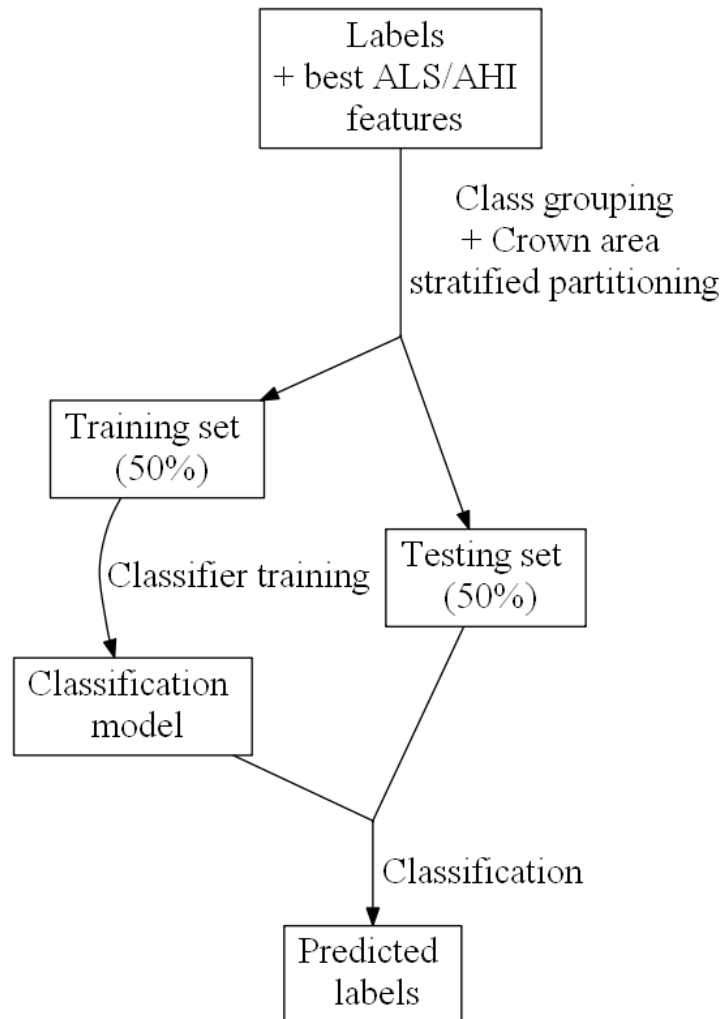 Labels
+ best ALS/AHI
features
Class grouping
+ Crown area
stratified partitioning
Training set
(50%)
Classifier training
Testing set
(50%)
Classification
model
Classification
Predicted
labels